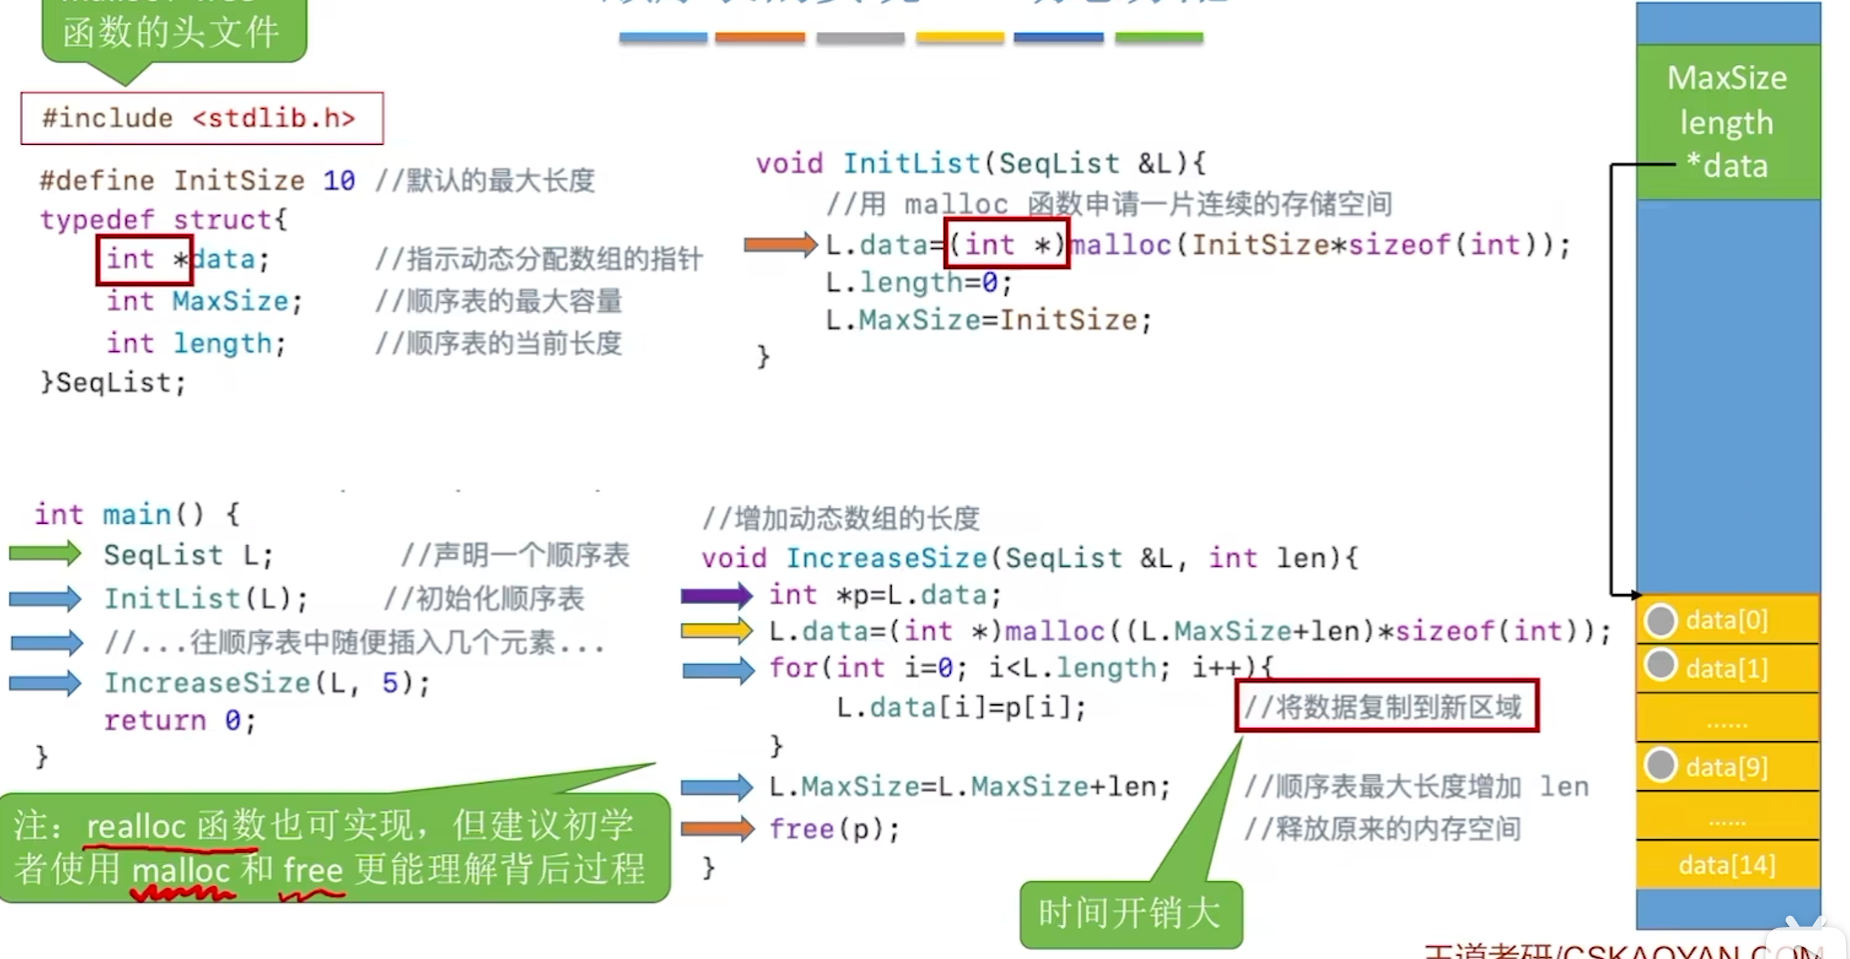 函数的头文件
#include <stdlib.h>
#define InitSize 10 //默认的最大长度
typedef struct{
int *data; //指示动态分配数组的指针
int MaxSize; //顺序表的最大容量
int length; //顺序表的当前长度
}SeqList;
void InitList(SeqList &L){
//用 malloc 函数申请一片连续的存储空间
L.data=(int *)malloc(InitSize*sizeof(int));
L.length=0;
L.MaxSize=InitSize;
}
int main() {
SeqList L; //声明一个顺序表
InitList(L); //初始化顺序表
//...往顺序表中随便插入几个元素...
IncreaseSize(L, 5);
return 0;
}
注：realloc 函数也可实现，但建议初学
者使用 malloc 和 free 更能理解背后过程
//增加动态数组的长度
void IncreaseSize(SeqList &L, int len){
int *p=L.data;
L.data=(int *)malloc((L.MaxSize+len)*sizeof(int));
for(int i=0; i<L.length; i++){
L.data[i]=p[i]; //将数据复制到新区域
}
L.MaxSize=L.MaxSize+len; //顺序表最大长度增加 len
free(p); //释放原来的内存空间
}
时间开销大
MaxSize
length
*data
data[0]
data[1]
......
data[9]
......
data[14]
王道考研/CSKAOYAN.COM